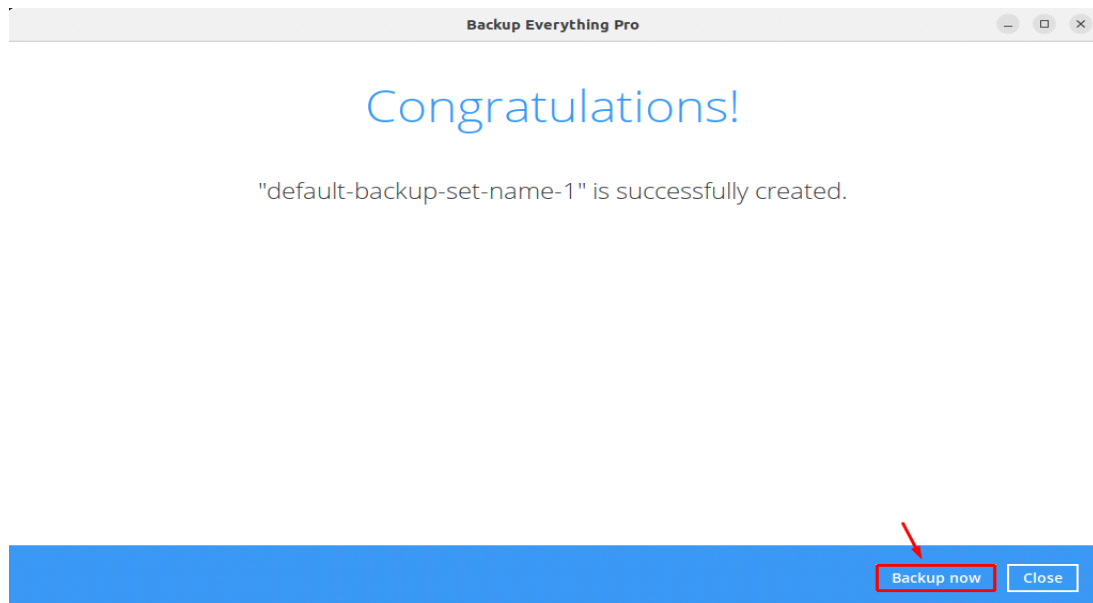 Backup Everything Pro
Congratulations!
"default-backup-set-name-1" is successfully created.
Backup now
Close